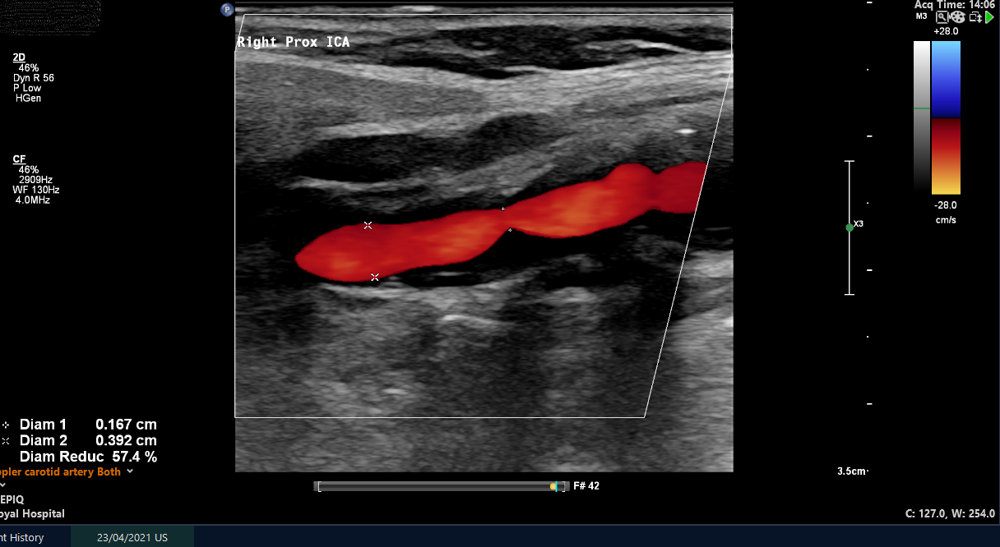 Acq Time: 14:06
P
M3
+28.0
Right Prox ICA
2D
46%
Dyn R 56
P Low
HGen
CF
46%
2909Hz
WF 130Hz
4.0MHz
-28.0
cm/s
X3
Diam 1 0.167 cm
Diam 2 0.392 cm
Diam Reduc 57.4 %
ppler carotid artery Both
3.5cm
F# 42
EPIQ
oyal Hospital
C: 127.0, W: 254.0
nt History
23/04/2021 US